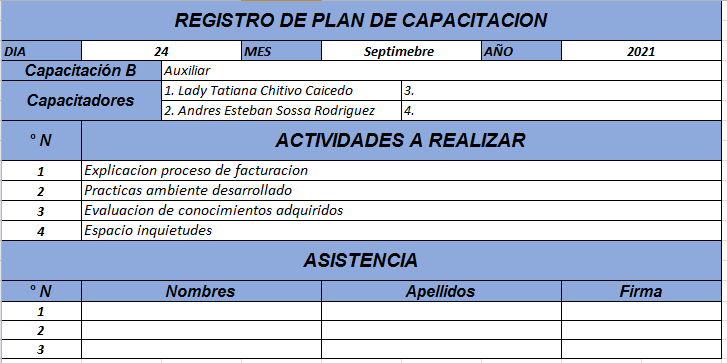 REGISTRO DE PLAN DE CAPACITACION
DIA 24 MES Septimebre AÑO 2021
Capacitación B Auxiliar
Capacitadores
1. Lady Tatiana Chitivo Caicedo 3.
2. Andres Esteban Sossa Rodriguez 4.
° N ACTIVIDADES A REALIZAR
1 Explicacion proceso de facturacion
2 Practicas ambiente desarrollado
3 Evaluacion de conocimientos adquiridos
4 Espacio inquietudes
ASISTENCIA
° N Nombres Apellidos Firma
1
2
3